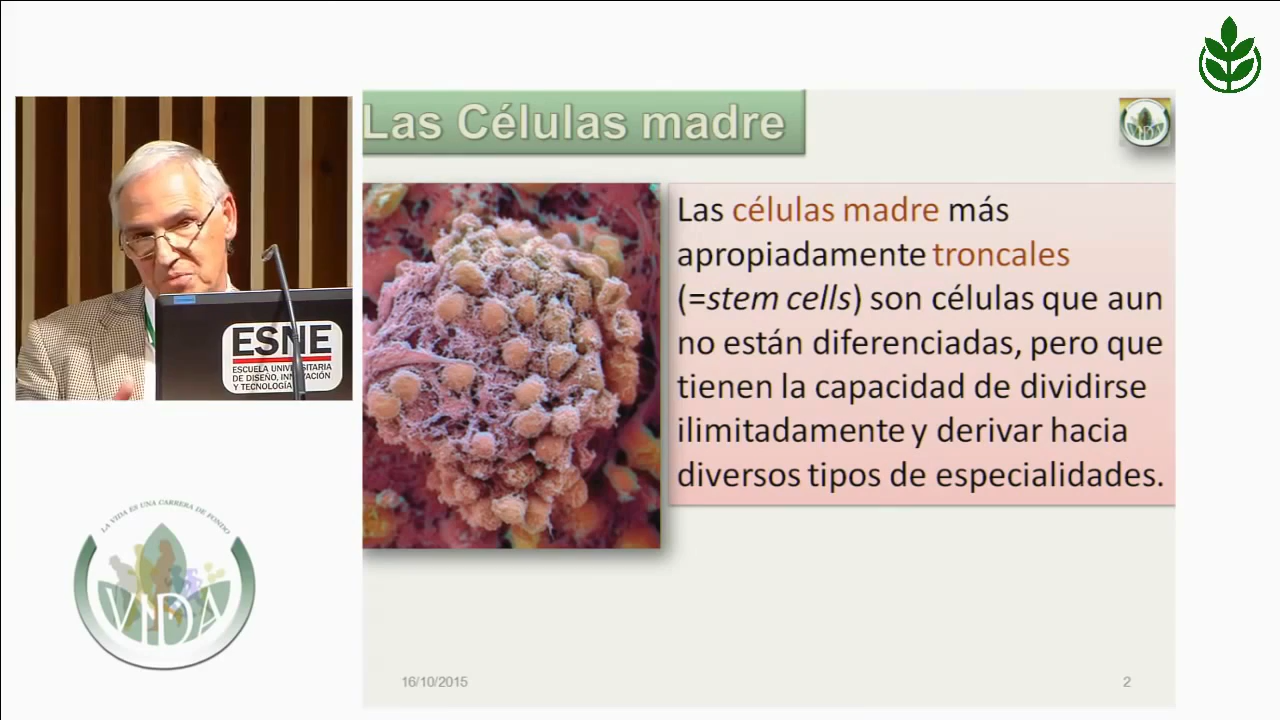 Las Células madre
VIDA
Las células madre más
apropiadamente troncales
(=stem cells) son células que aun
no están diferenciadas, pero que
tienen la capacidad de dividirse
ilimitadamente y derivar hacia
diversos tipos de especialidades.
ESNE
ESCUELA UNIVERSITARIA
DE DISEÑO, INNOVACIÓN
Y TECNOLOGÍA
LA VIDA ES UNA CARRERA DE FONDO
VIDA
16/10/2015
2